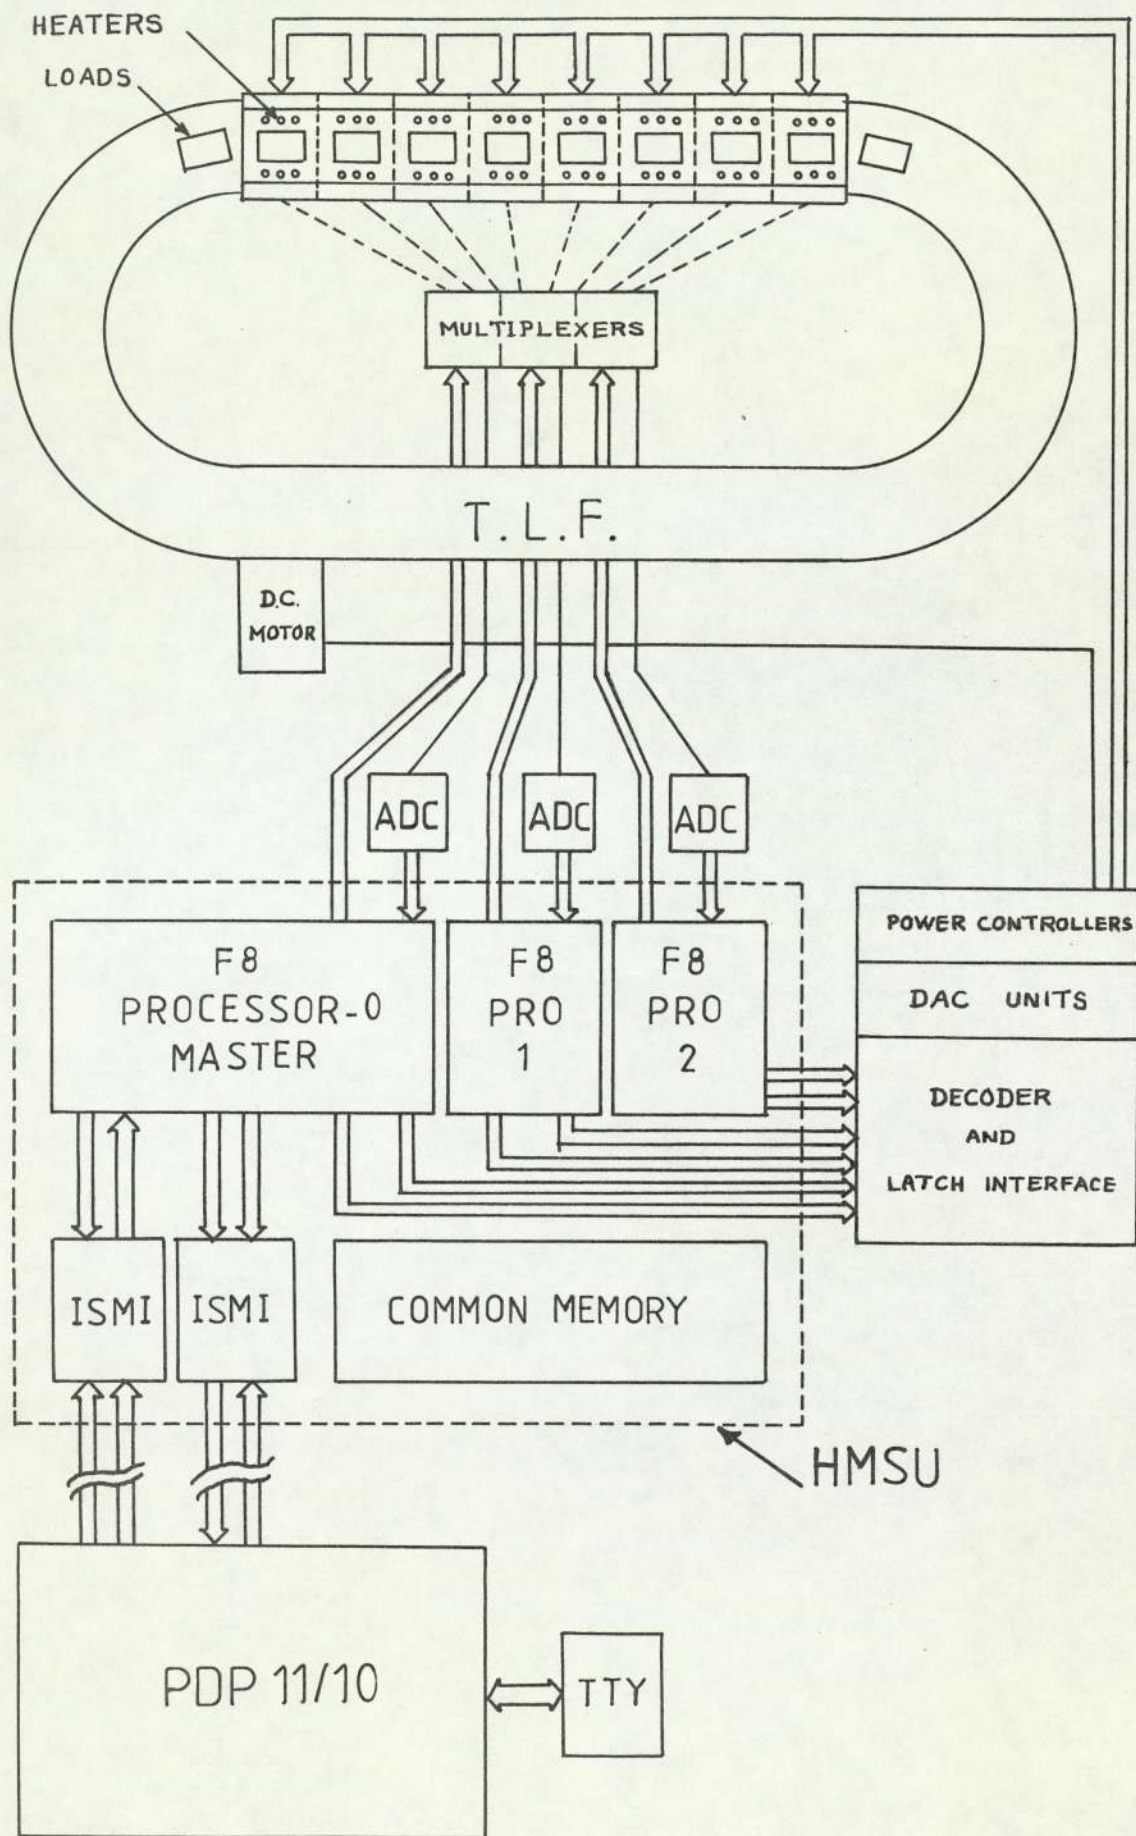 HEATERS
LOADS
MULTIPLEXERS
T.L.F.
D.C.
MOTOR
ADC
ADC
ADC
F8
PROCESSOR-0
MASTER
F8
PRO
1
F8
PRO
2
POWER CONTROLLERS
DAC UNITS
DECODER
AND
LATCH INTERFACE
ISMI
ISMI
COMMON MEMORY
HMSU
PDP 11/10
TTY